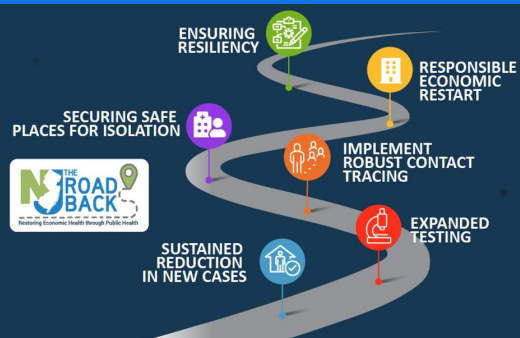 ENSURING
RESILIENCY
RESPONSIBLE
ECONOMIC
RESTART
SECURING SAFE
PLACES FOR ISOLATION
IMPLEMENT
ROBUST CONTACT
TRACING
NJ THE
ROAD
BACK
Restoring Economic Health through Public Health
EXPANDED
TESTING
SUSTAINED
REDUCTION
IN NEW CASES